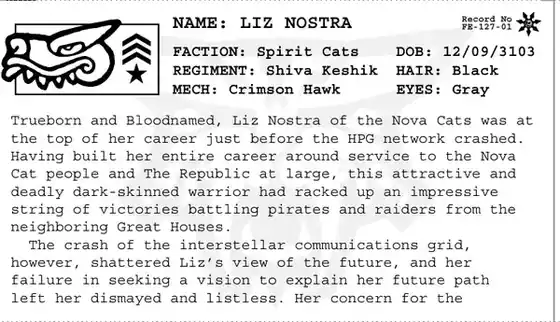 NAME: LIZ NOSTRA
Record No
FE-127-01
FACTION: Spirit Cats DOB: 12/09/3103
REGIMENT: Shiva Keshik HAIR: Black
MECH: Crimson Hawk EYES: Gray
Trueborn and Bloodnamed, Liz Nostra of the Nova Cats was at
the top of her career just before the HPG network crashed.
Having built her entire career around service to the Nova
Cat people and The Republic at large, this attractive and
deadly dark-skinned warrior had racked up an impressive
string of victories battling pirates and raiders from the
neighboring Great Houses.
The crash of the interstellar communications grid,
however, shattered Liz’s view of the future, and her
failure in seeking a vision to explain her future path
left her dismayed and listless. Her concern for the